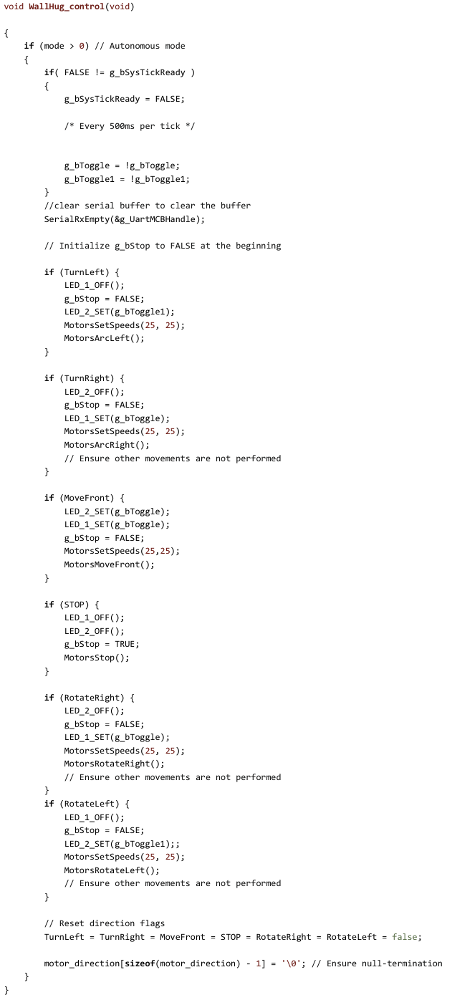 void WallHug_control(void)
{
if (mode > 0) // Autonomous mode
{
if( FALSE != g_bSysTickReady )
{
g_bSysTickReady = FALSE;
/* Every 500ms per tick */
g_bToggle = !g_bToggle;
g_bToggle1 = !g_bToggle1;
}
//clear serial buffer to clear the buffer
SerialRxEmpty(&g_UartMCBHandle);
// Initialize g_bStop to FALSE at the beginning
if (TurnLeft) {
LED_1_OFF();
g_bStop = FALSE;
LED_2_SET(g_bToggle1);
MotorsSetSpeeds(25, 25);
MotorsArcLeft();
}
if (TurnRight) {
LED_2_OFF();
g_bStop = FALSE;
LED_1_SET(g_bToggle);
MotorsSetSpeeds(25, 25);
MotorsArcRight();
// Ensure other movements are not performed
}
if (MoveFront) {
LED_2_SET(g_bToggle);
LED_1_SET(g_bToggle);
g_bStop = FALSE;
MotorsSetSpeeds(25,25);
MotorsMoveFront();
}
if (STOP) {
LED_1_OFF();
LED_2_OFF();
g_bStop = TRUE;
MotorsStop();
}
if (RotateRight) {
LED_2_OFF();
g_bStop = FALSE;
LED_1_SET(g_bToggle);
MotorsSetSpeeds(25, 25);
MotorsRotateRight();
// Ensure other movements are not performed
}
if (RotateLeft) {
LED_1_OFF();
g_bStop = FALSE;
LED_2_SET(g_bToggle1);;
MotorsSetSpeeds(25, 25);
MotorsRotateLeft();
// Ensure other movements are not performed
}
// Reset direction flags
TurnLeft = TurnRight = MoveFront = STOP = RotateRight = RotateLeft = false;
motor_direction[sizeof(motor_direction) - 1] = '\0'; // Ensure null-termination
}
}